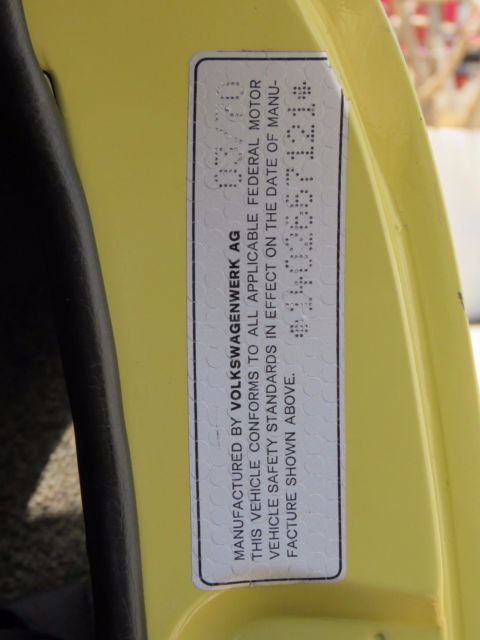 03/70
MANUFACTURED BY VOLKSWAGENWERK AG
THIS VEHICLE CONFORMS TO ALL APPLICABLE FEDERAL MOTOR
VEHICLE SAFETY STANDARDS IN EFFECT ON THE DATE OF MANU-
FACTURE SHOWN ABOVE.
*1402667121*